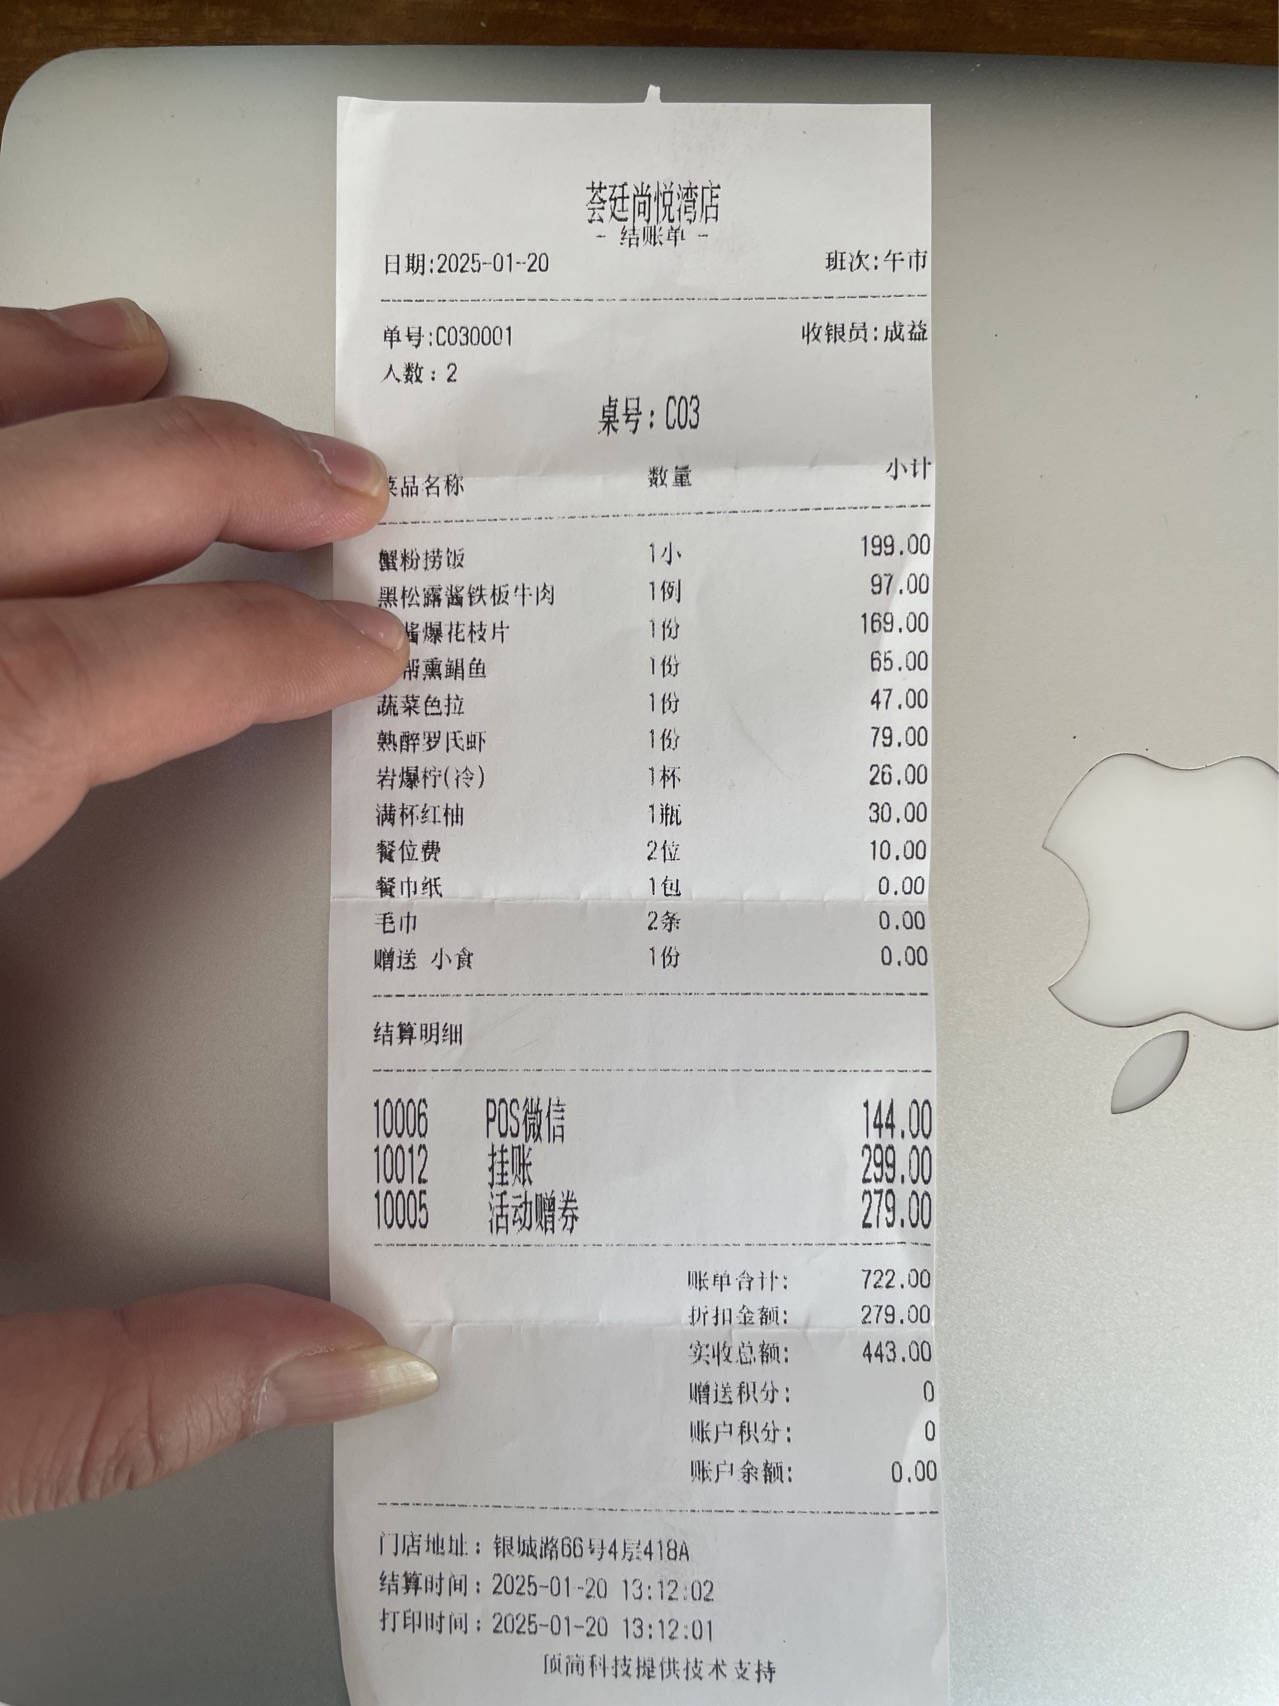 荟廷尚悦湾店
- 结账单 -
日期:2025-01-20 班次:午市
单号:C030001 收银员:成益
人数: 2
桌号: C03
菜品名称 数量 小计
蟹粉捞饭 1小 199.00
黑松露酱铁板牛肉 1例 97.00
酱爆花枝片 1份 169.00
帮熏鲳鱼 1份 65.00
蔬菜色拉 1份 47.00
熟醉罗氏虾 1份 79.00
岩爆柠(冷) 1杯 26.00
满杯红柚 1瓶 30.00
餐位费 2位 10.00
餐巾纸 1包 0.00
毛巾 2条 0.00
赠送 小食 1份 0.00
结算明细
10006 POS微信 144.00
10012 挂账 299.00
10005 活动赠券 279.00
账单合计: 722.00
折扣金额: 279.00
实收总额: 443.00
赠送积分: 0
账户积分: 0
账户余额: 0.00
门店地址: 银城路66号4层418A
结算时间: 2025-01-20 13:12:02
打印时间: 2025-01-20 13:12:01
顶简科技提供技术支持